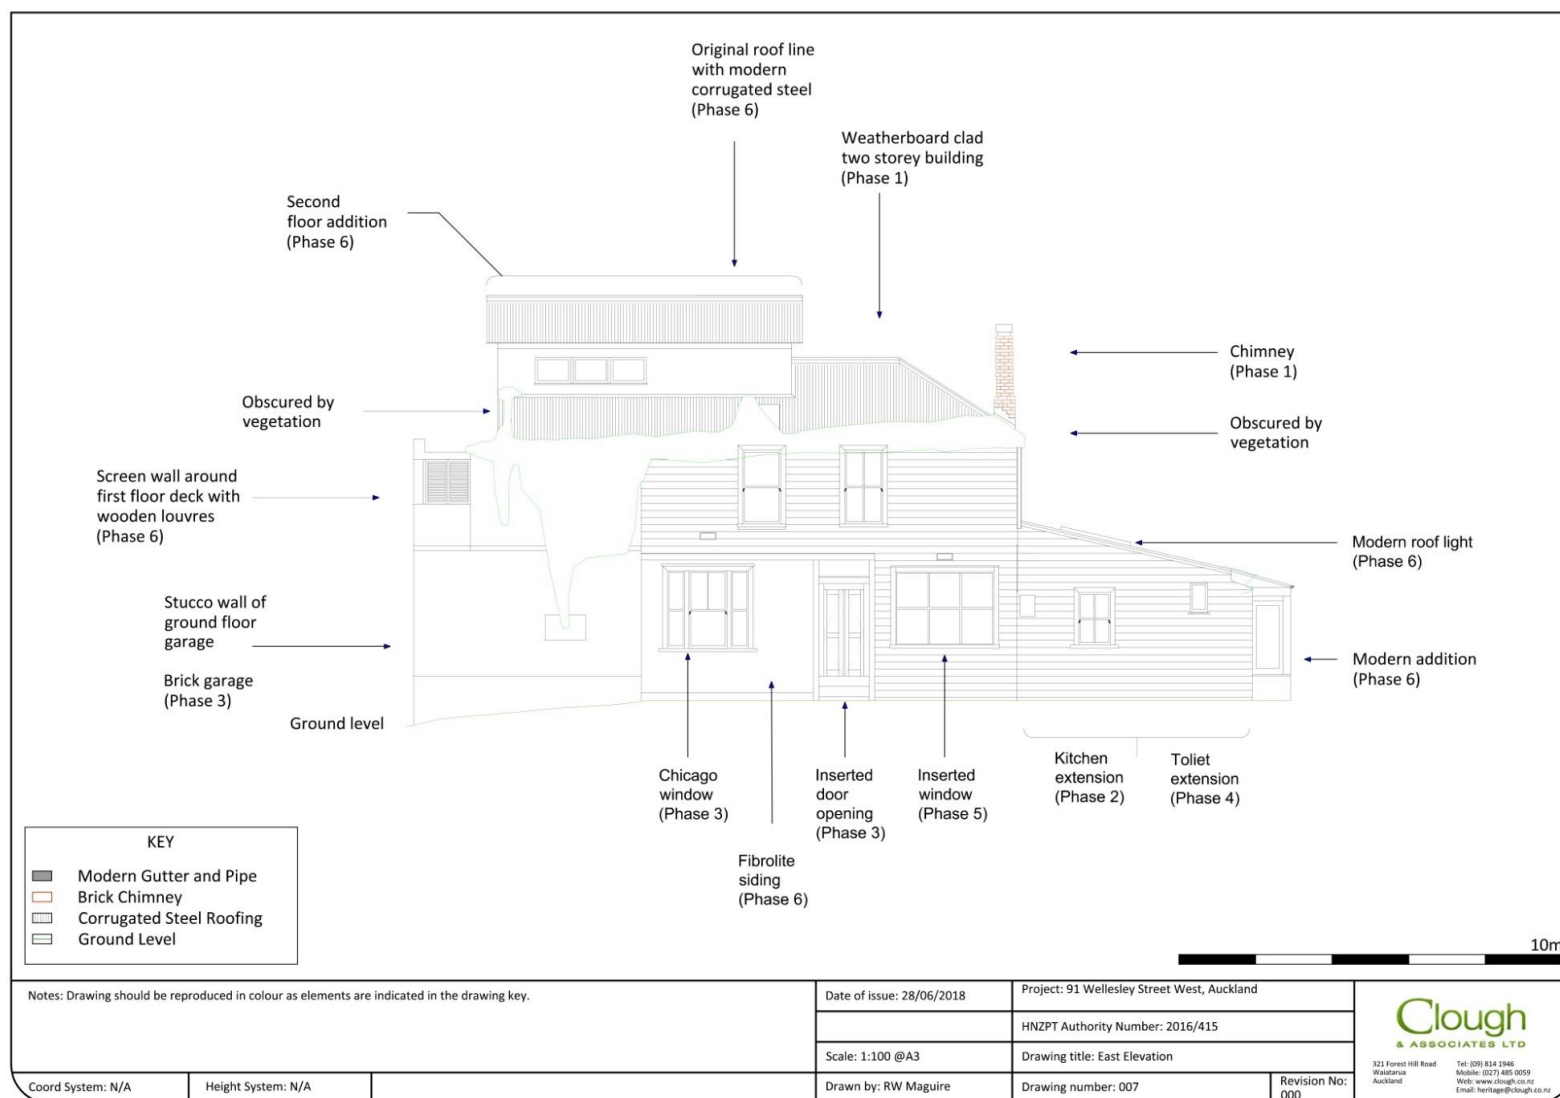 Original roof line
with modern
corrugated steel
(Phase 6)
Weatherboard clad
two storey building
(Phase 1)
Second
floor addition
(Phase 6)
Chimney
(Phase 1)
Obscured by
vegetation
Obscured by
vegetation
Screen wall around
first floor deck with
wooden louvres
(Phase 6)
Modern roof light
(Phase 6)
Stucco wall of
ground floor
garage
Brick garage
(Phase 3)
Modern addition
(Phase 6)
Ground level
Chicago
window
(Phase 3)
Inserted
door
opening
(Phase 3)
Inserted
window
(Phase 5)
Kitchen
extension
(Phase 2)
Toliet
extension
(Phase 4)
Fibrolite
siding
(Phase 6)
KEY
Modern Gutter and Pipe
Brick Chimney
Corrugated Steel Roofing
Ground Level
10m
Notes: Drawing should be reproduced in colour as elements are indicated in the drawing key.
Coord System: N/A
Height System: N/A
Date of issue: 28/06/2018
Scale: 1:100 @A3
Drawn by: RW Maguire
Project: 91 Wellesley Street West, Auckland
HNZPT Authority Number: 2016/415
Drawing title: East Elevation
Drawing number: 007
Revision No:
000
Clough
& ASSOCIATES LTD
321 Forest Hill Road
Waiatarua
Auckland
Tel: (09) 814 1946
Mobile: (027) 485 0059
Web: www.clough.co.nz
Email: heritage@clough.co.nz